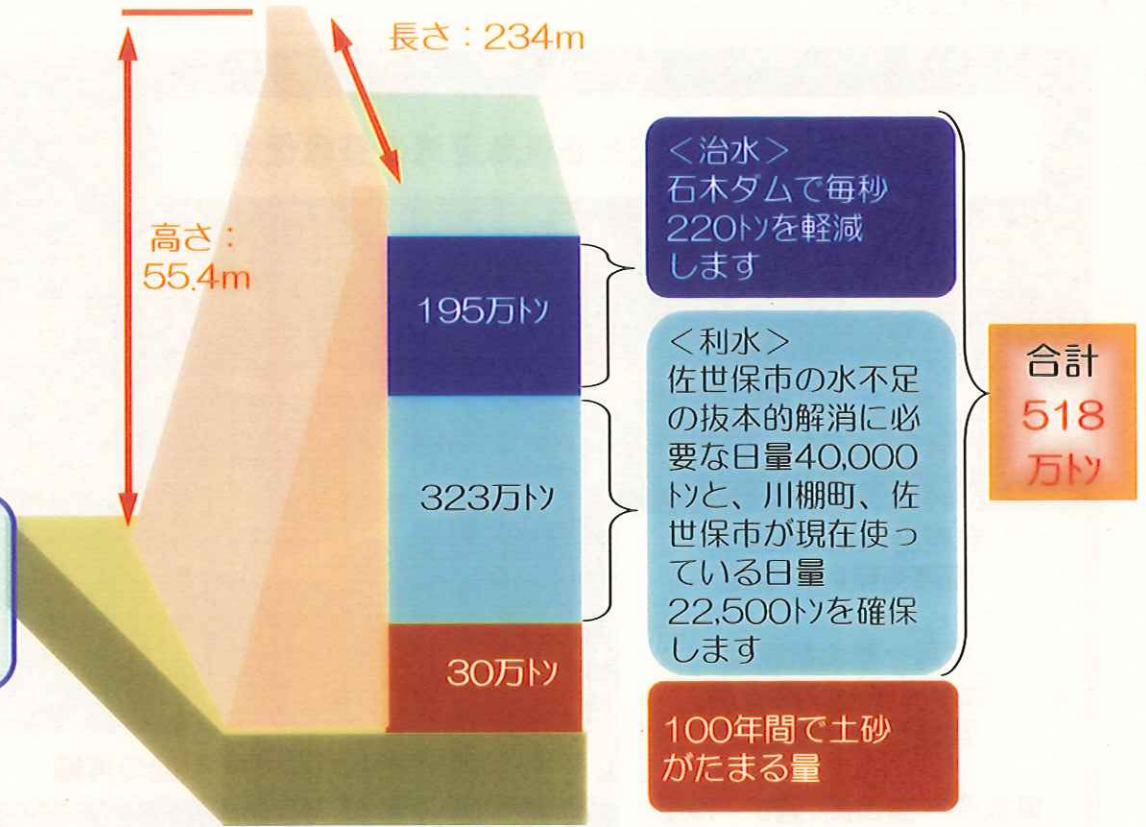 長さ：234m
高さ：
55.4m
195万トン
323万トン
30万トン
＜治水＞
石木ダムで毎秒
220トンを軽減
します
＜利水＞
佐世保市の水不足
の抜本的解消に必
要な日量40,000
トンと、川棚町、佐
世保市が現在使っ
ている日量
22,500トンを確保
します
100年間で土砂
がたまる量
合計
518
万トン